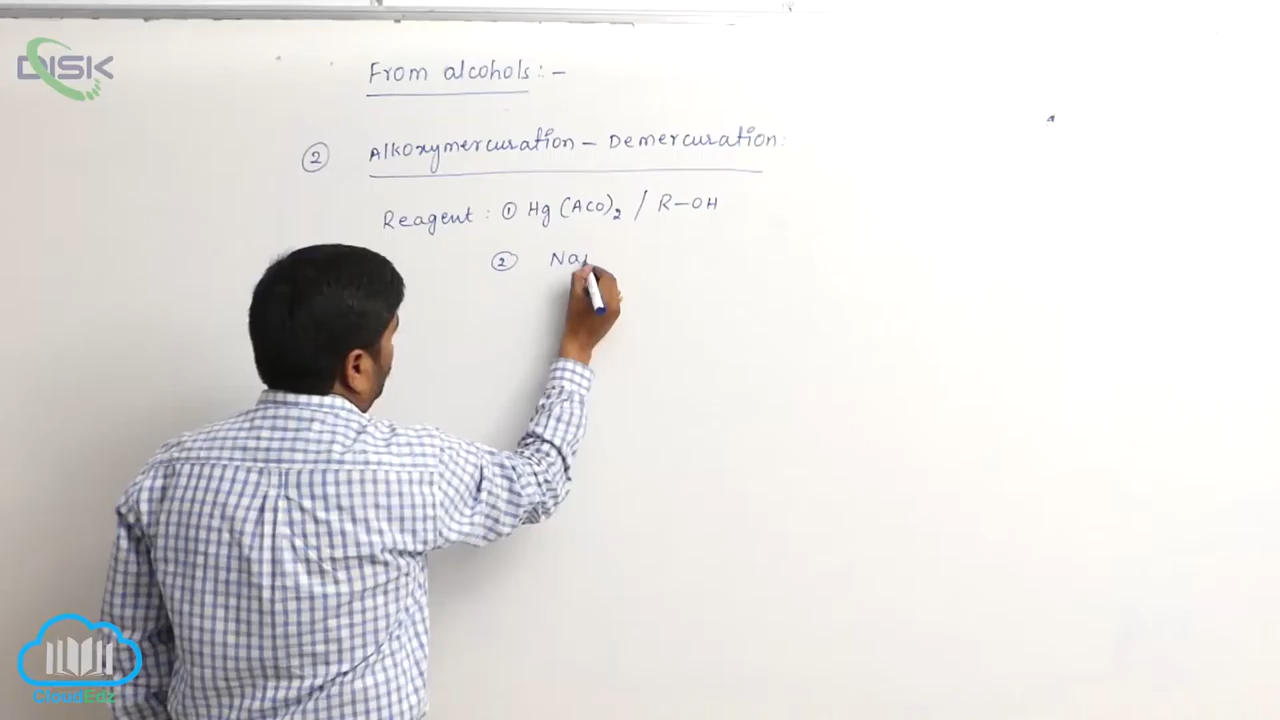 DISK
From alcohols : –
② Alkoxymercuration – Demercuration :
Reagent : ① Hg (ACO)₂ / R–OH
② Na
CloudEdz